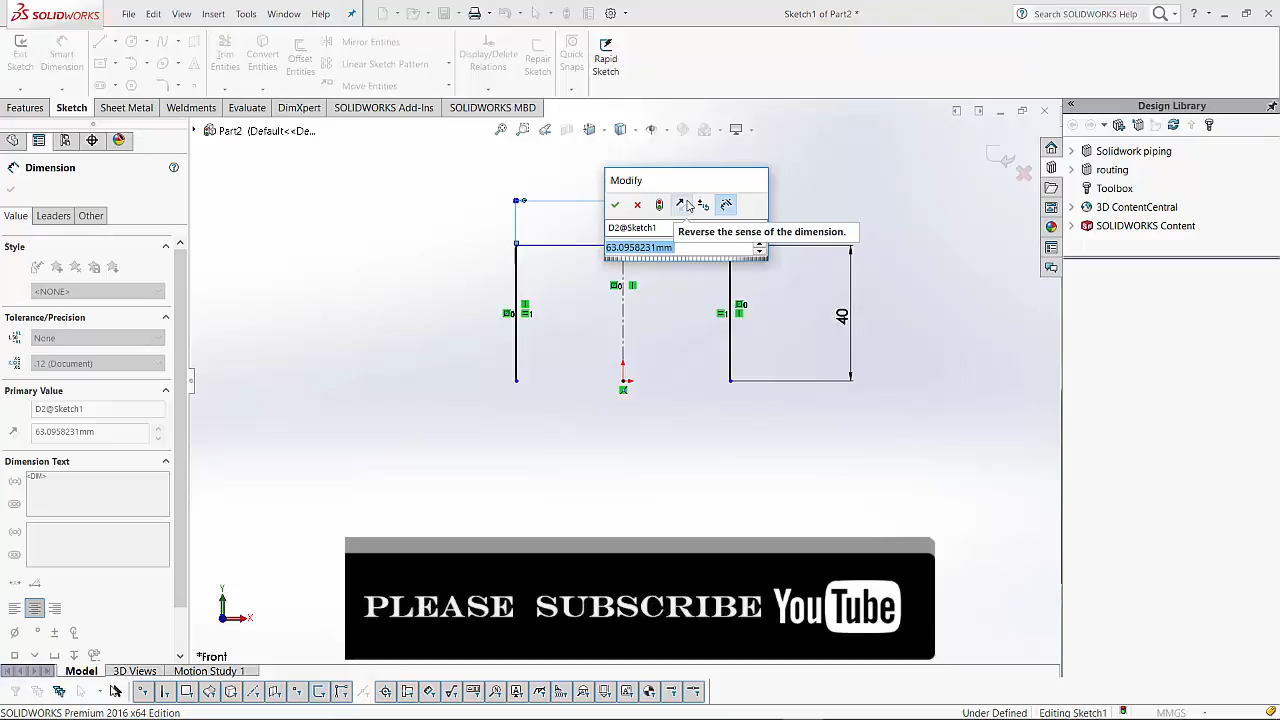 SOLIDWORKS File Edit View Insert Tools Window Help Sketch1 of Part2 * Search SOLIDWORKS Help
Exit Sketch
Smart Dimension
Trim Entities
Convert Entities
Offset Entities
Mirror Entities
Linear Sketch Pattern
Move Entities
Display/Delete Relations
Repair Sketch
Quick Snaps
Rapid Sketch
Features Sketch Sheet Metal Weldments Evaluate DimXpert SOLIDWORKS Add-Ins SOLIDWORKS MBD
Design Library
Part2 (Default<<De...
Solidwork piping
routing
Toolbox
3D ContentCentral
SOLIDWORKS Content
Dimension
Value Leaders Other
Style
<NONE>
Tolerance/Precision
None
.12 (Document)
Primary Value
D2@Sketch1
63.0958231mm
Dimension Text
<DIM>
Modify
D2@Sketch1
Reverse the sense of the dimension.
63.0958231mm
40
Y
X
*Front
PLEASE SUBSCRIBE YouTube
Model 3D Views Motion Study 1
SOLIDWORKS Premium 2016 x64 Edition Under Defined Editing Sketch1 MMGS